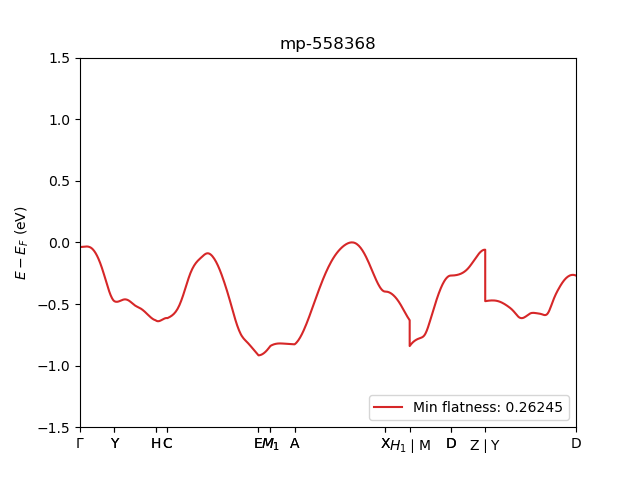 mp-558368
E − E_F (eV)
1.5
1.0
0.5
0.0
−0.5
−1.0
−1.5
Min flatness: 0.26245
Γ Y H C E M₁ A X H₁ | M D Z | Y D